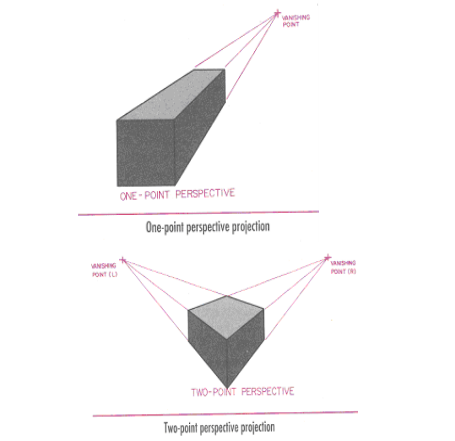 VANISHING
POINT
ONE-POINT PERSPECTIVE
One-point perspective projection
VANISHING
POINT (L)
VANISHING
POINT (R)
TWO-POINT PERSPECTIVE
Two-point perspective projection